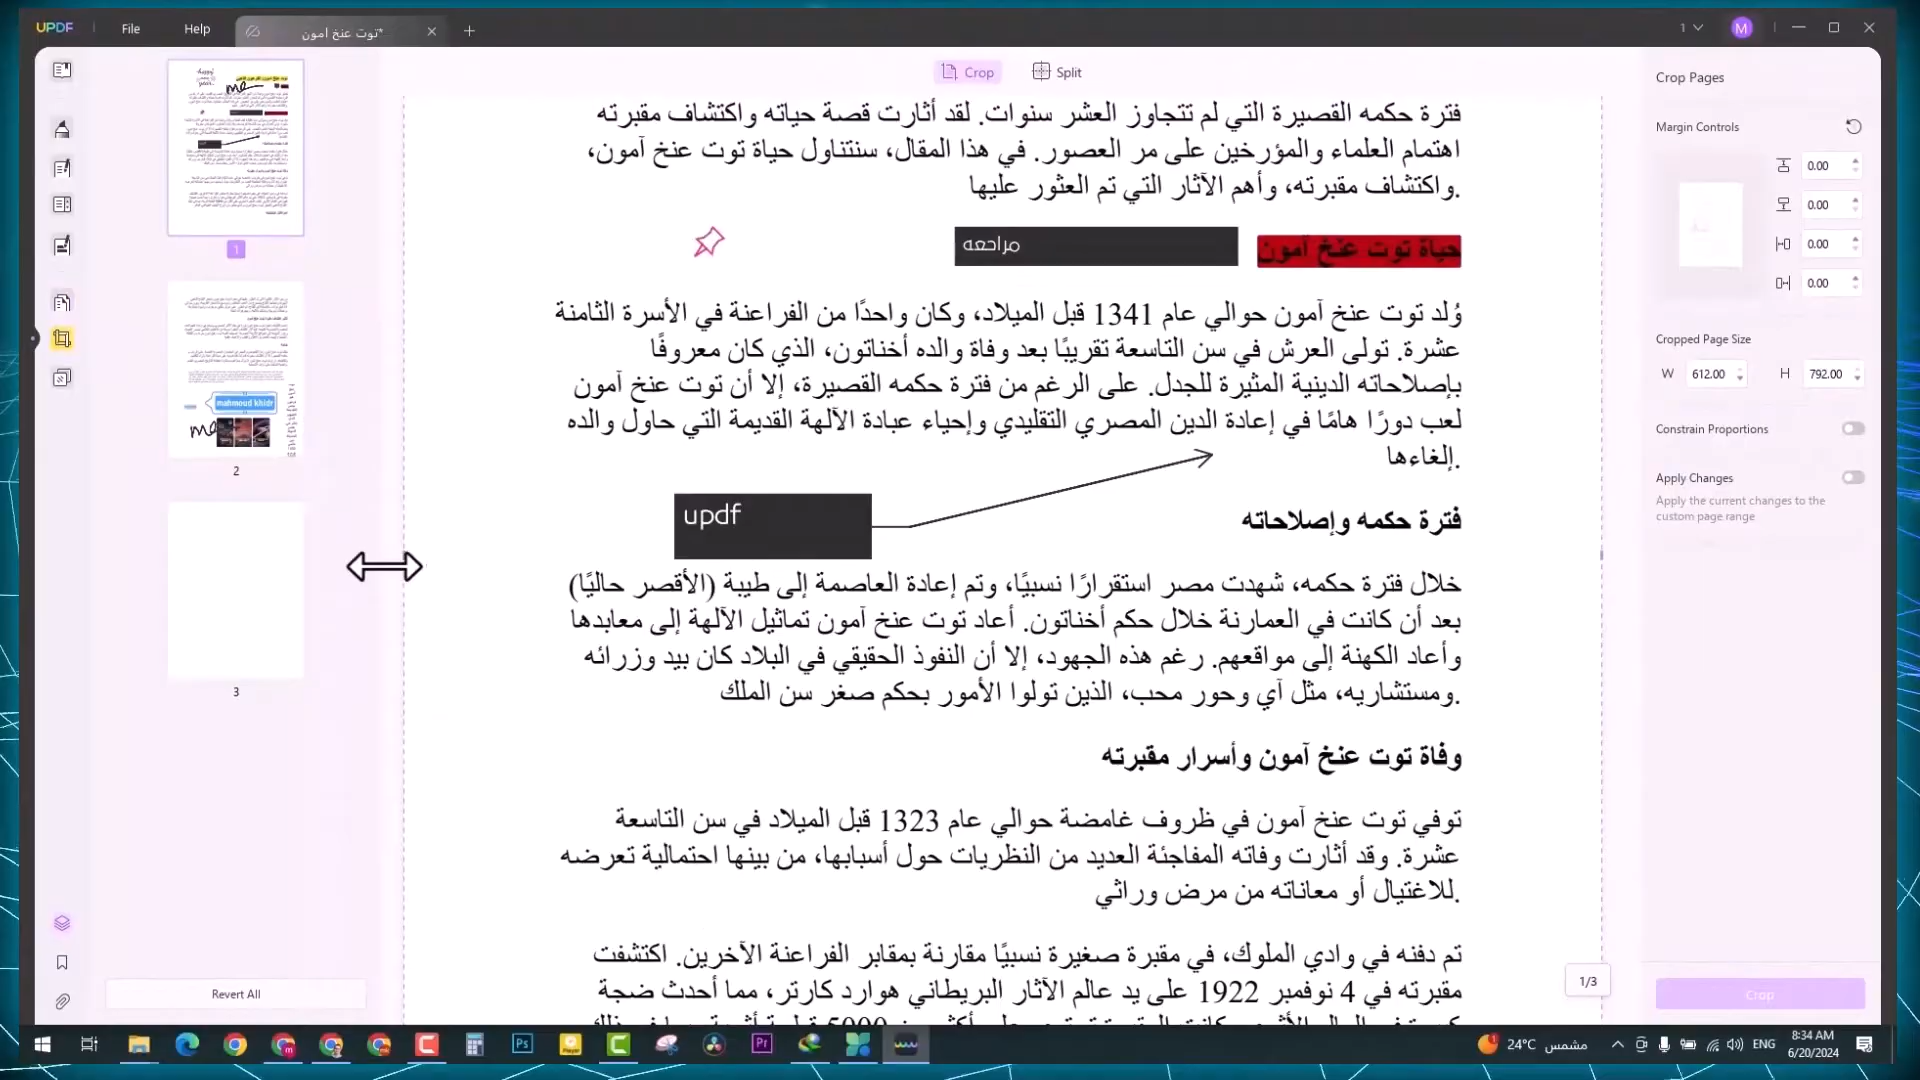 UPDF
File
Help
توت عنخ امون*
1
M
Crop
Split
Crop Pages
Margin Controls
0.00
0.00
0.00
0.00
Cropped Page Size
W 612.00
H 792.00
Constrain Proportions
Apply Changes
Apply the current changes to the
custom page range
Crop
1
mahmoud khidr
me
2
3
Revert All
فترة حكمه القصيرة التي لم تتجاوز العشر سنوات. لقد أثارت قصة حياته واكتشاف مقبرته
اهتمام العلماء والمؤرخين على مر العصور. في هذا المقال، سنتناول حياة توت عنخ آمون،
واكتشاف مقبرته، وأهم الآثار التي تم العثور عليها.
حياة توت عنخ آمون
مراجعه
وُلد توت عنخ آمون حوالي عام 1341 قبل الميلاد، وكان واحدًا من الفراعنة في الأسرة الثامنة
عشرة. تولى العرش في سن التاسعة تقريبًا بعد وفاة والده أخناتون، الذي كان معروفًا
بإصلاحاته الدينية المثيرة للجدل. على الرغم من فترة حكمه القصيرة، إلا أن توت عنخ آمون
لعب دورًا هامًا في إعادة الدين المصري التقليدي وإحياء عبادة الآلهة القديمة التي حاول والده
إلغاءها.
updf
فترة حكمه وإصلاحاته
خلال فترة حكمه، شهدت مصر استقرارًا نسبيًا، وتم إعادة العاصمة إلى طيبة (الأقصر حاليًا)
بعد أن كانت في العمارنة خلال حكم أخناتون. أعاد توت عنخ آمون تماثيل الآلهة إلى معابدها
وأعاد الكهنة إلى مواقعهم. رغم هذه الجهود، إلا أن النفوذ الحقيقي في البلاد كان بيد وزرائه
ومستشاريه، مثل آي وحور محب، الذين تولوا الأمور بحكم صغر سن الملك.
وفاة توت عنخ آمون وأسرار مقبرته
توفي توت عنخ آمون في ظروف غامضة حوالي عام 1323 قبل الميلاد في سن التاسعة
عشرة. وقد أثارت وفاته المفاجئة العديد من النظريات حول أسبابها، من بينها احتمالية تعرضه
للاغتيال أو معاناته من مرض وراثي.
تم دفنه في وادي الملوك، في مقبرة صغيرة نسبيًا مقارنة بمقابر الفراعنة الآخرين. اكتشفت
مقبرته في 4 نوفمبر 1922 على يد عالم الآثار البريطاني هوارد كارتر، مما أحدث ضجة
1/3
24°C مشمس
ENG
8:34 AM
6/20/2024